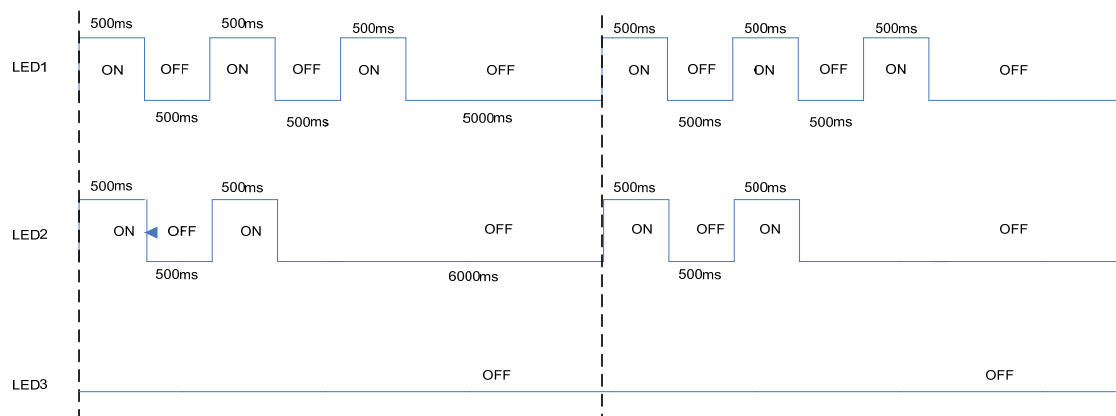 500ms 500ms 500ms 500ms 500ms 500ms
LED1 ON OFF ON OFF ON OFF ON OFF ON OFF ON OFF
500ms 500ms 5000ms 500ms 500ms
500ms 500ms 500ms 500ms
LED2 ON OFF ON OFF ON OFF ON OFF
500ms 6000ms 500ms
LED3 OFF OFF